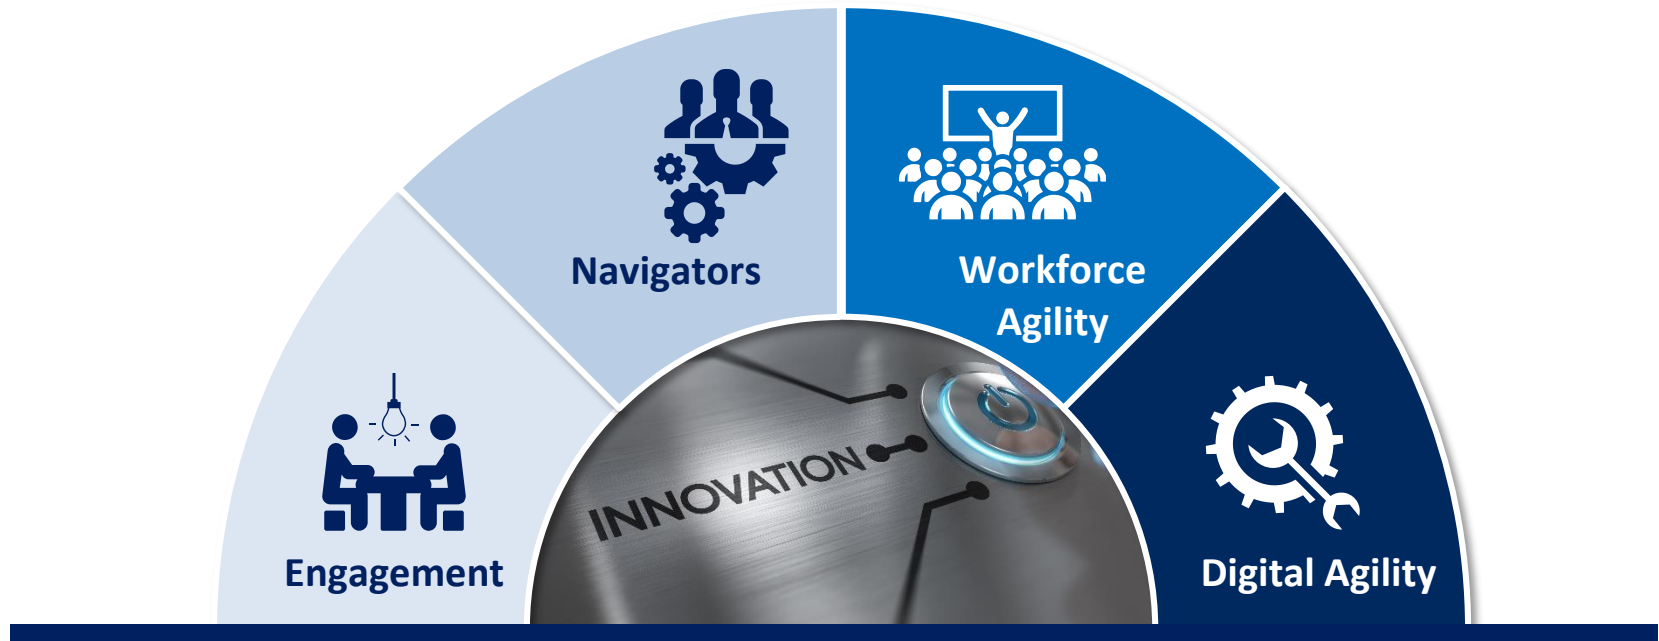 Navigators
Workforce
Agility
Engagement
INNOVATION
Digital Agility